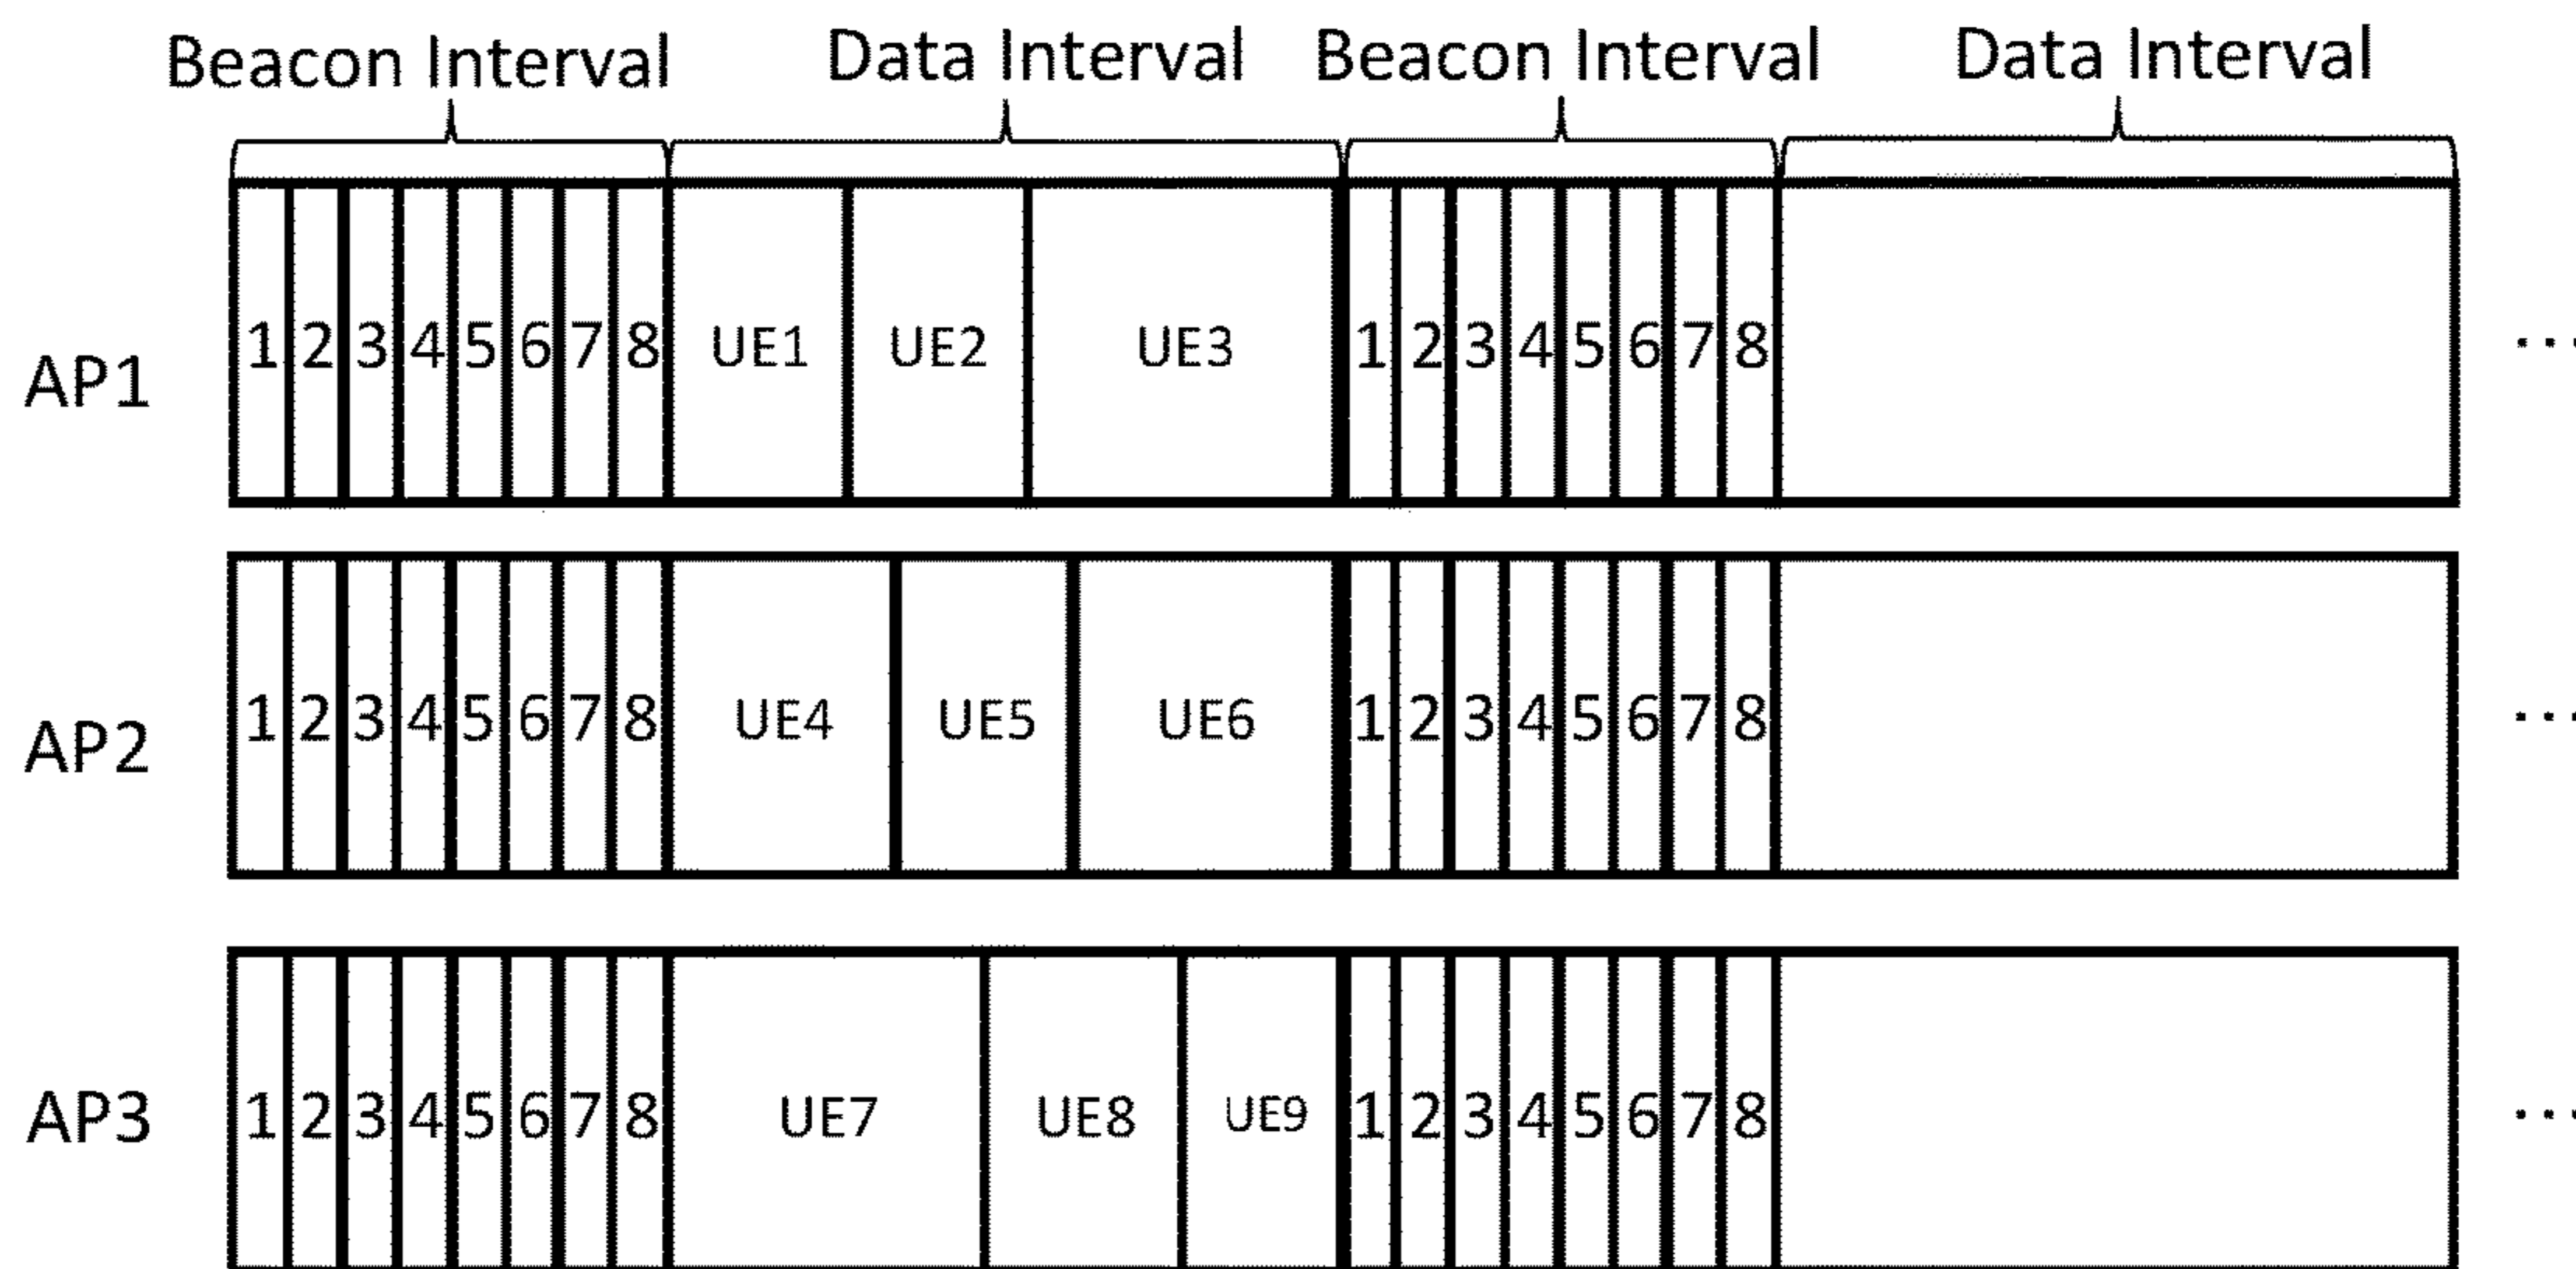 Beacon Interval Data Interval Beacon Interval Data Interval
AP1 1 2 3 4 5 6 7 8 UE1 UE2 UE3 1 2 3 4 5 6 7 8 ...
AP2 1 2 3 4 5 6 7 8 UE4 UE5 UE6 1 2 3 4 5 6 7 8 ...
AP3 1 2 3 4 5 6 7 8 UE7 UE8 UE9 1 2 3 4 5 6 7 8 ...